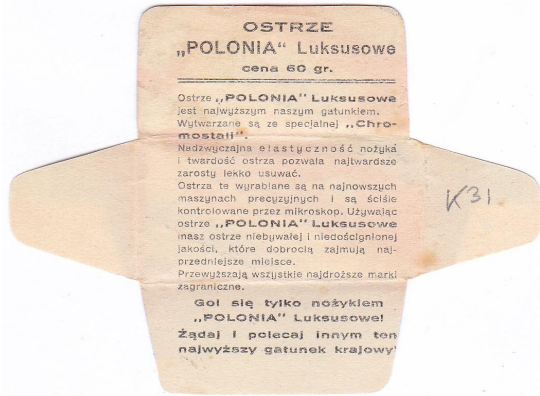 OSTRZE
„POLONIA“ Luksusowe
cena 60 gr.
Ostrze „POLONIA“ Luksusowe
jest najwyższym naszym gatunkiem.
Wytwarzane są ze specjalnej „Chro-
mostali“.
Nadzwyczajna elastyczność nożyka
i twardość ostrza pozwala najtwardsze
zarosty lekko usuwać.
Ostrza te wyrabiane są na najnowszych
maszynach precyzyjnych i są ściśle
kontrolowane przez mikroskop. Używając
ostrze „POLONIA“ Luksusowe
masz ostrze niebywałej i niedoścignionej
jakości, które dobrocią zajmują naj-
przedniejsze miejsce.
Przewyższają wszystkie najdroższe marki
zagraniczne.
Gol się tylko nożykiem
„POLONIA“ Luksusowe!
Żądaj i polecaj innym ten
najwyższy gatunek krajowy!
K31